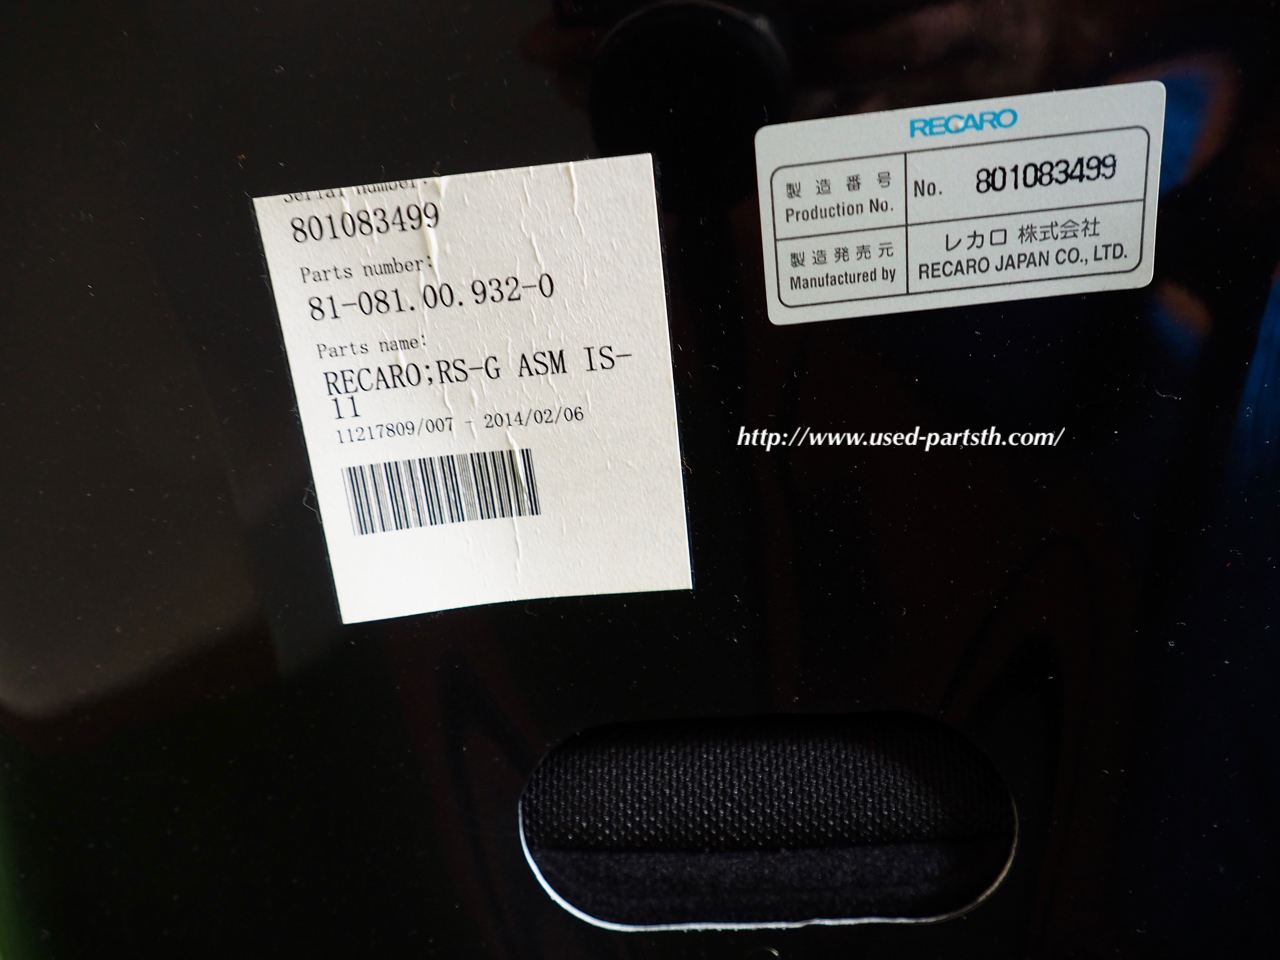 Serial number:
801083499
Parts number:
81-081.00.932-0
Parts name:
RECARO;RS-G ASM IS-
11
11217809/007 - 2014/02/06
RECARO
製造番号
Production No.
No. 801083499
製造発売元
Manufactured by
レカロ 株式会社
RECARO JAPAN CO., LTD.
http://www.used-partsth.com/